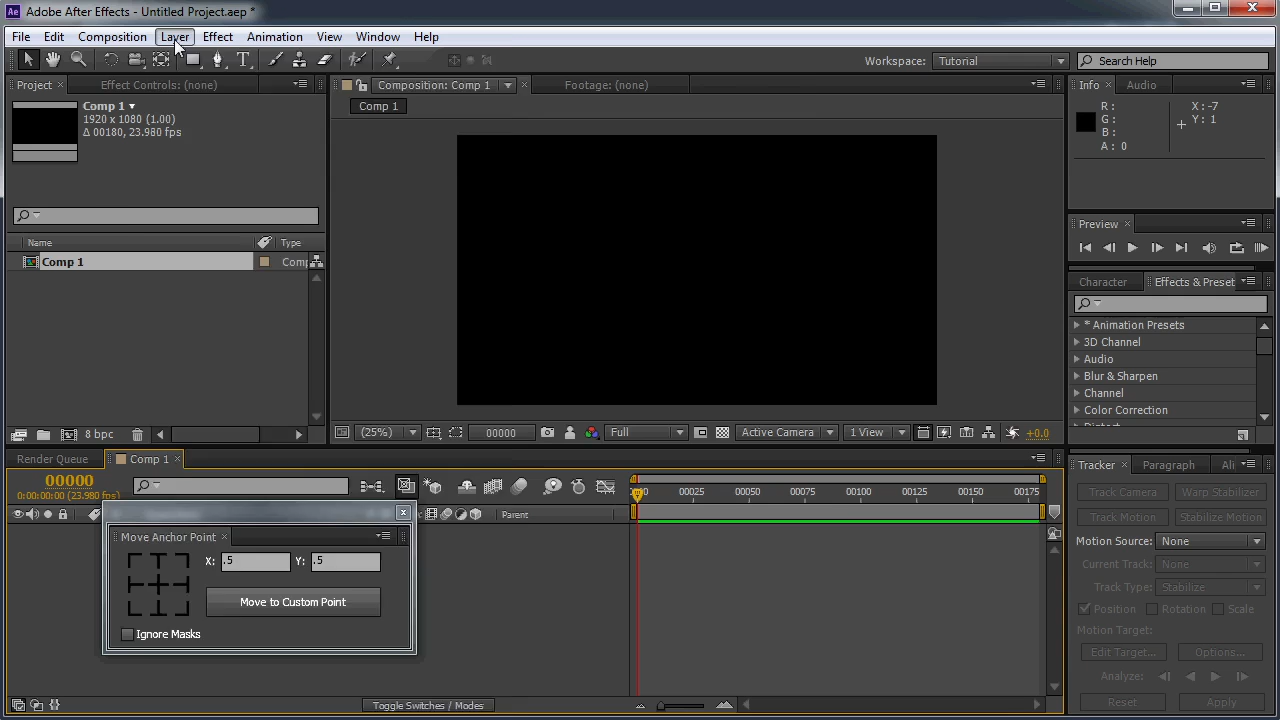 Ae Adobe After Effects - Untitled Project.aep *
File Edit Composition Layer Effect Animation View Window Help
Workspace: Tutorial
Search Help
Project
Effect Controls: (none)
Comp 1
1920 x 1080 (1.00)
Δ 00180, 23.980 fps
Name Type
Comp 1 Comp
8 bpc
Composition: Comp 1
Footage: (none)
Comp 1
(25%) 00000 Full Active Camera 1 View +0.0
Info Audio
R: X: -7
G: Y: 1
B:
A: 0
Preview
Character Effects & Preset
* Animation Presets
3D Channel
Audio
Blur & Sharpen
Channel
Color Correction
Render Queue
Comp 1
00000
0:00:00:00 (23.980 fps)
Parent
00025 00050 00075 00100 00125 00150 00175
Move Anchor Point
X: .5 Y: .5
Move to Custom Point
Ignore Masks
Toggle Switches / Modes
Tracker Paragraph Ali
Track Camera Warp Stabilizer
Track Motion Stabilize Motion
Motion Source: None
Current Track: None
Track Type: Stabilize
Position Rotation Scale
Motion Target:
Edit Target... Options...
Analyze:
Reset Apply